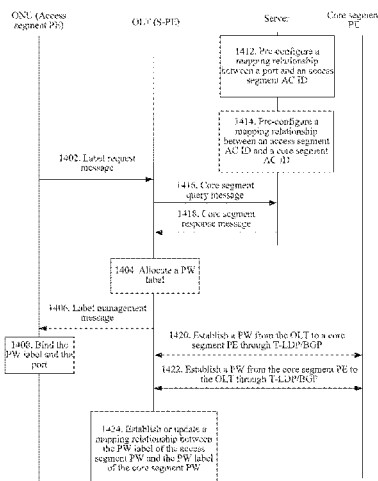 ONU (Access
segment PE)
OLT (S-PE)
Server
Core segment
PE
1412. Pre-configure a
mapping relationship
between a port and an access
segment AC ID
1414. Pre-configure a
mapping relationship
between an access segment
AC ID and a core segment
AC ID
1402. Label request
message
1416. Core segment
query message
1418. Core segment
response message
1404. Allocate a PW
label
1406. Label management
message
1408. Bind the
PW label and the
port
1420. Establish a PW from the OLT to a core
segment PE through T-LDP/BGP
1422. Establish a PW from the core segment PE to
the OLT through T-LDP/BGP
1424. Establish or update a
mapping relationship between
the PW label of the access
segment PW and the PW label
of the core segment PW